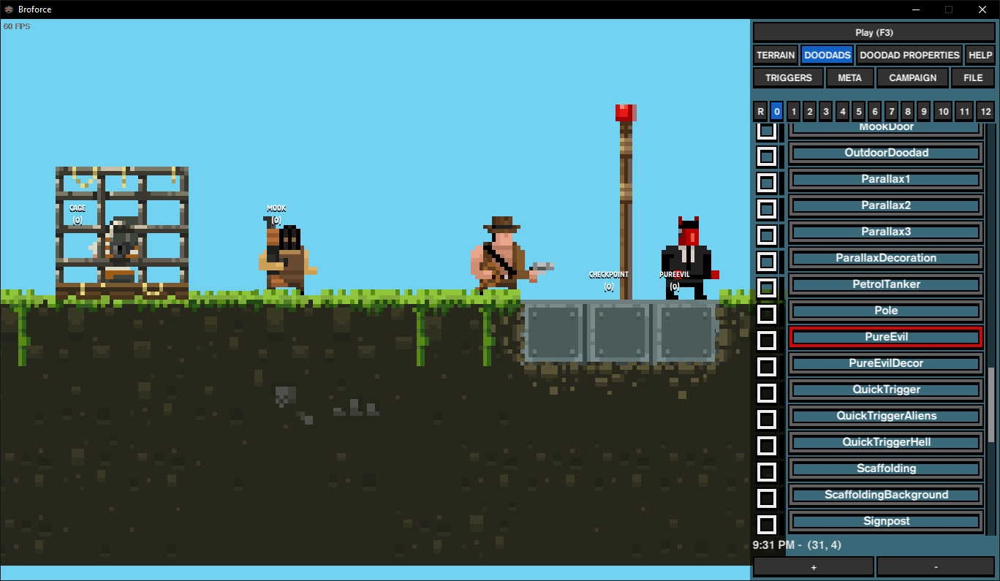 Broforce
60 FPS
Play (F3)
TERRAIN DOODADS DOODAD PROPERTIES HELP
TRIGGERS META CAMPAIGN FILE
R 0 1 2 3 4 5 6 7 8 9 10 11 12
MookDoor
OutdoorDoodad
Parallax1
Parallax2
Parallax3
ParallaxDecoration
PetrolTanker
Pole
PureEvil
PureEvilDecor
QuickTrigger
QuickTriggerAliens
QuickTriggerHell
Scaffolding
ScaffoldingBackground
Signpost
9:31 PM - (31, 4)
+ -
CAGE
(0)
MOOK
(0)
CHECKPOINT
(0)
PUREEVIL
(0)